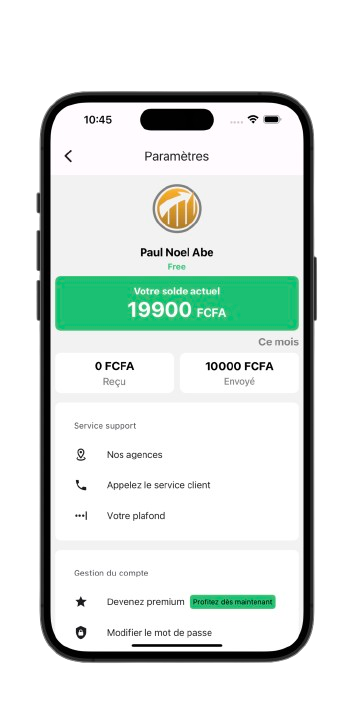 10:45
Paramètres
Paul Noel Abe
Free
Votre solde actuel
19900 FCFA
Ce mois
0 FCFA
Reçu
10000 FCFA
Envoyé
Service support
Nos agences
Appelez le service client
Votre plafond
Gestion du compte
Devenez premium Profitez dès maintenant
Modifier le mot de passe